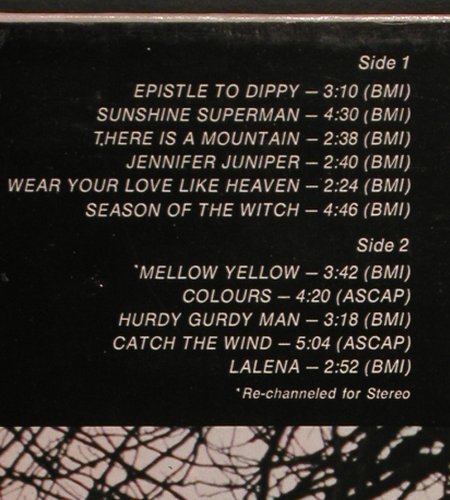 Side 1
EPISTLE TO DIPPY – 3:10 (BMI)
SUNSHINE SUPERMAN – 4:30 (BMI)
T,HERE IS A MOUNTAIN – 2:38 (BMI)
JENNIFER JUNIPER – 2:40 (BMI)
WEAR YOUR LOVE LIKE HEAVEN – 2:24 (BMI)
SEASON OF THE WITCH – 4:46 (BMI)
Side 2
*MELLOW YELLOW – 3:42 (BMI)
COLOURS – 4:20 (ASCAP)
HURDY GURDY MAN – 3:18 (BMI)
CATCH THE WIND – 5:04 (ASCAP)
LALENA – 2:52 (BMI)
*Re-channeled for Stereo